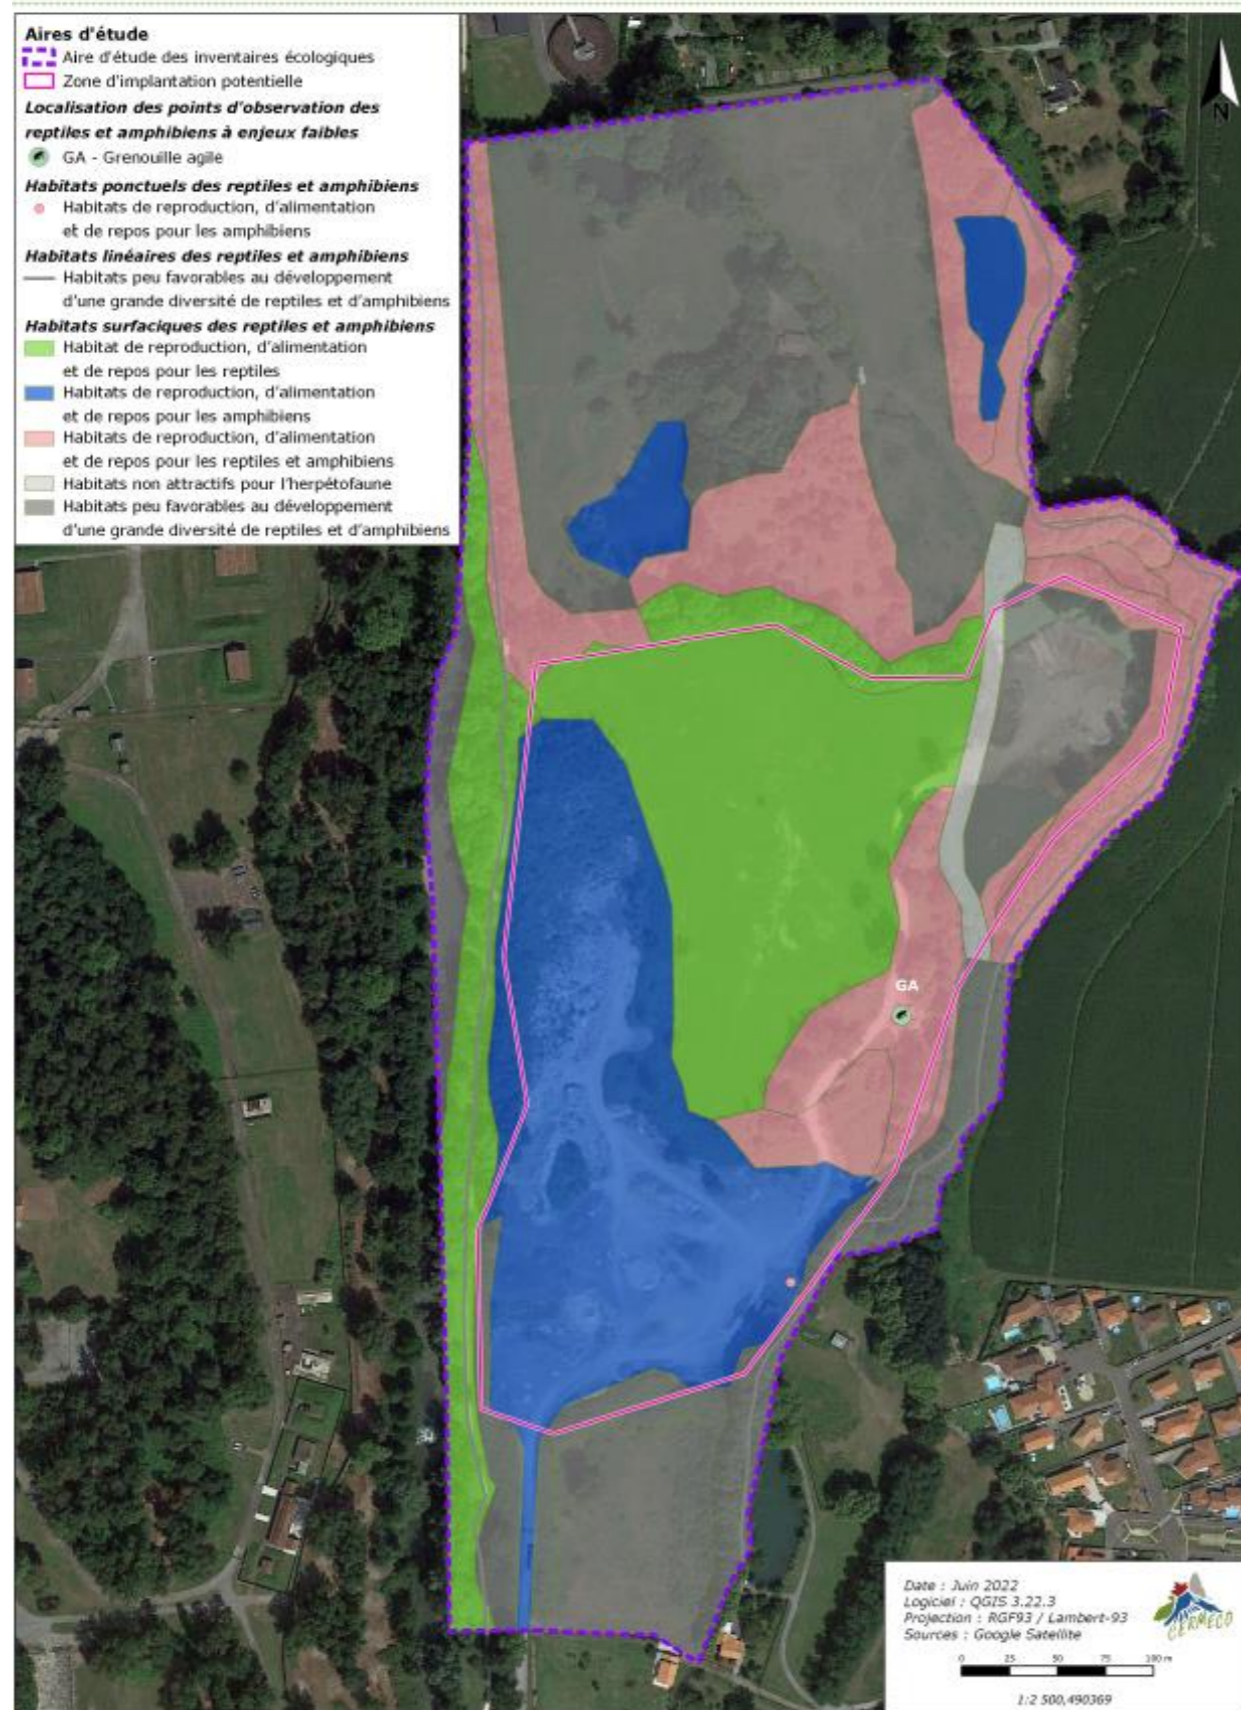 Aires d'étude
Aire d'étude des inventaires écologiques
Zone d'implantation potentielle
Localisation des points d'observation des
reptiles et amphibiens à enjeux faibles
GA - Grenouille agile
Habitats ponctuels des reptiles et amphibiens
Habitats de reproduction, d'alimentation
et de repos pour les amphibiens
Habitats linéaires des reptiles et amphibiens
Habitats peu favorables au développement
d'une grande diversité de reptiles et d'amphibiens
Habitats surfaciques des reptiles et amphibiens
Habitat de reproduction, d'alimentation
et de repos pour les reptiles
Habitats de reproduction, d'alimentation
et de repos pour les amphibiens
Habitats de reproduction, d'alimentation
et de repos pour les reptiles et amphibiens
Habitats non attractifs pour l'herpétofaune
Habitats peu favorables au développement
d'une grande diversité de reptiles et d'amphibiens
N
GA
Date : Juin 2022
Logiciel : QGIS 3.22.3
Projection : RGF93 / Lambert-93
Sources : Google Satellite
CERMECO
0 25 50 75 100 m
1:2 500,490369